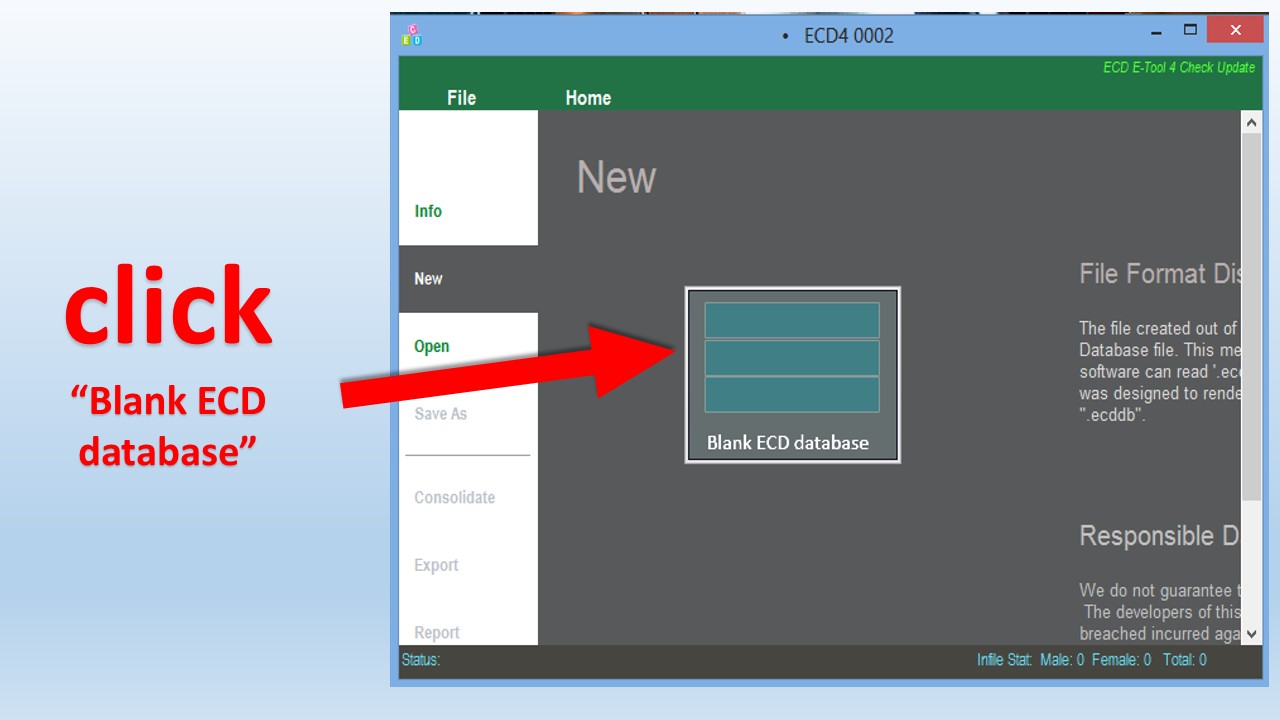 • ECD4 0002
ECD E-Tool 4 Check Update
File Home
New
Info
New
Open
Save As
Consolidate
Export
Report
click
“Blank ECD
database”
Blank ECD database
File Format Dis
The file created out of
Database file. This me
software can read '.ec
was designed to rende
".ecddb".
Responsible D
We do not guarantee t
The developers of this
breached incurred aga
Status:
Infile Stat: Male: 0 Female: 0 Total: 0